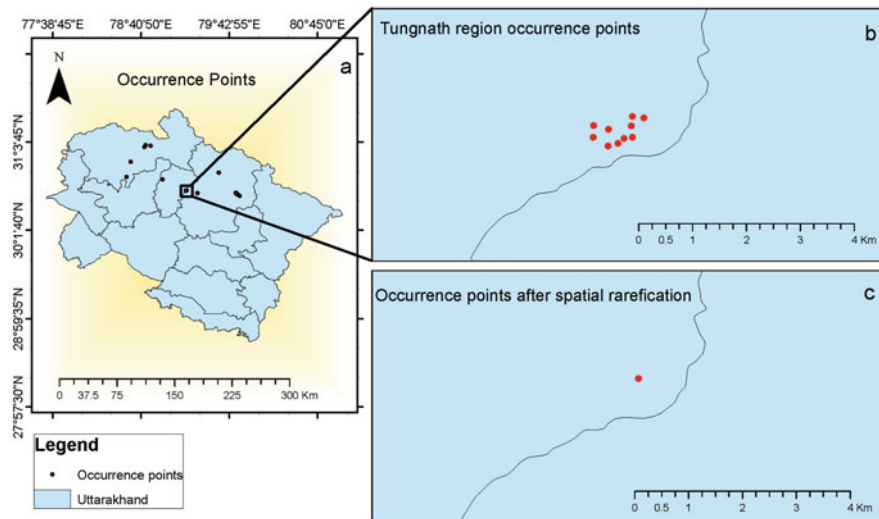 77°38'45"E 78°40'50"E 79°42'55"E 80°45'0"E
N
Occurrence Points
a
31°3'45"N
30°1'40"N
28°59'35"N
27°57'30"N
0 37.5 75 150 225 300 Km
Legend
Occurrence points
Uttarakhand
Tungnath region occurrence points
b
0 0.5 1 2 3 4 Km
Occurrence points after spatial rarefication
c
0 0.5 1 2 3 4 Km